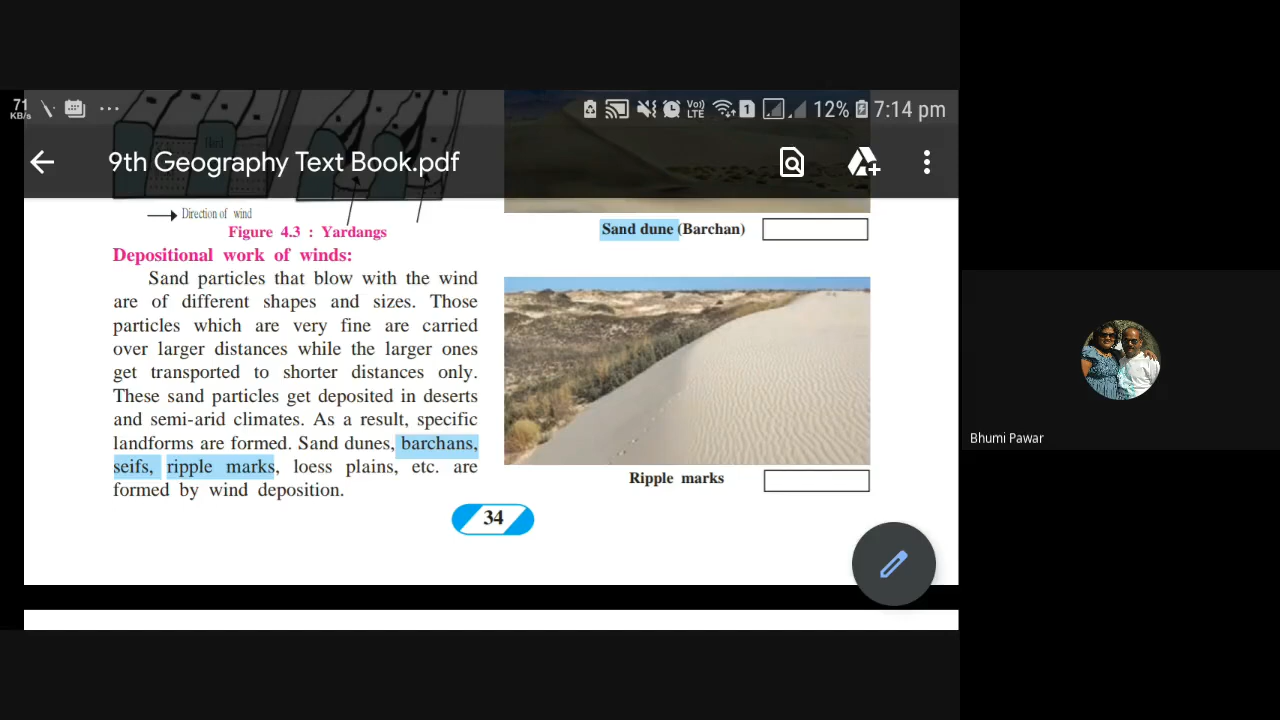 71
KB/s
Vo)
LTE
1
12%
7:14 pm
9th Geography Text Book.pdf
Hard
Direction of wind
Figure 4.3 : Yardangs
Depositional work of winds:
Sand particles that blow with the wind
are of different shapes and sizes. Those
particles which are very fine are carried
over larger distances while the larger ones
get transported to shorter distances only.
These sand particles get deposited in deserts
and semi-arid climates. As a result, specific
landforms are formed. Sand dunes, barchans,
seifs, ripple marks, loess plains, etc. are
formed by wind deposition.
Sand dune (Barchan)
Ripple marks
34
Bhumi Pawar